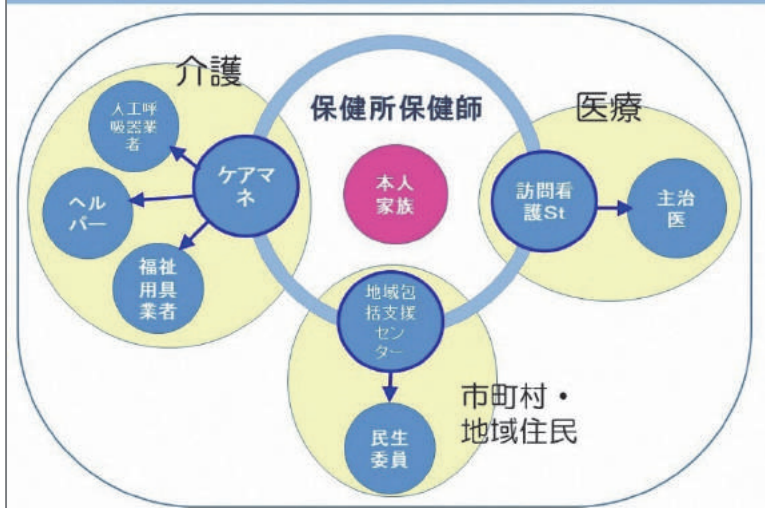 介護
人工呼
吸器業
者
ケアマ
ネ
ヘル
パー
福祉
用具
業者
保健所保健師
本人
家族
医療
訪問看
護St
主治
医
地域包
括支援
セン
ター
民生
委員
市町村・
地域住民